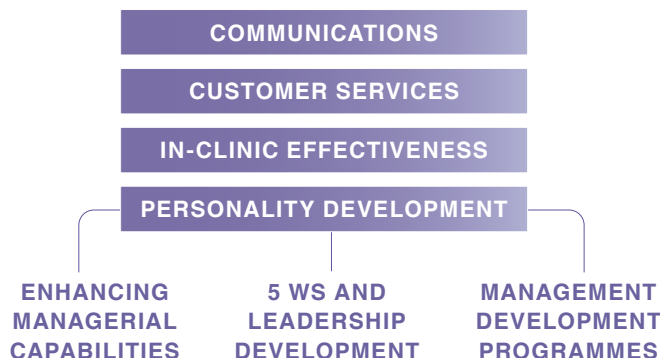 COMMUNICATIONS
CUSTOMER SERVICES
IN-CLINIC EFFECTIVENESS
PERSONALITY DEVELOPMENT
ENHANCING
MANAGERIAL
CAPABILITIES
5 WS AND
LEADERSHIP
DEVELOPMENT
MANAGEMENT
DEVELOPMENT
PROGRAMMES